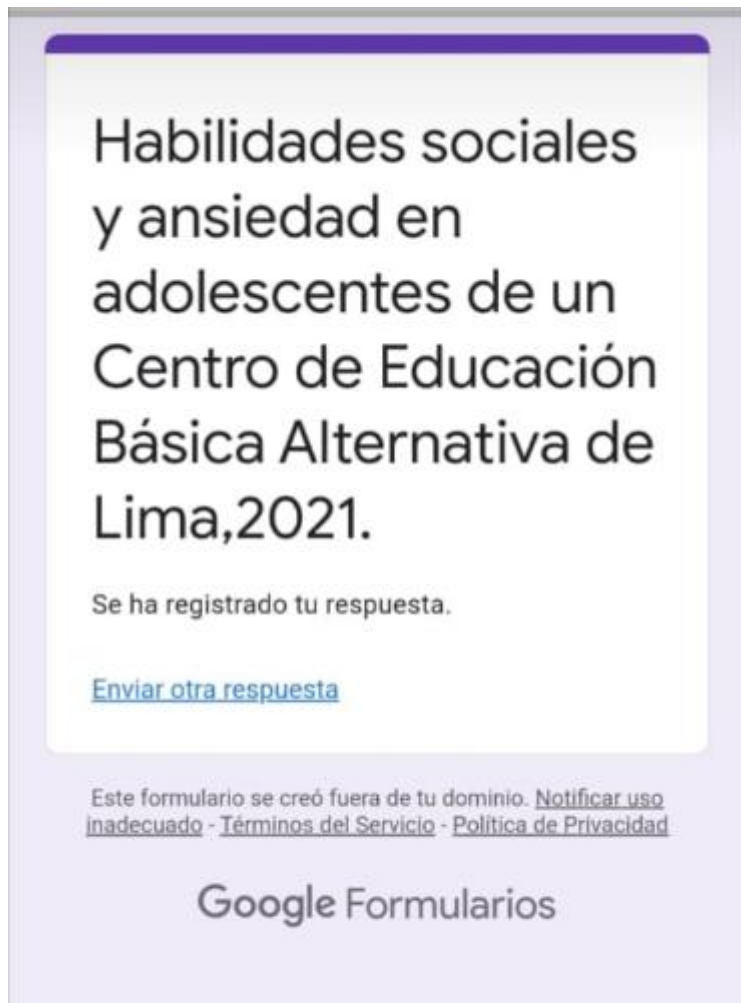 Habilidades sociales
y ansiedad en
adolescentes de un
Centro de Educación
Básica Alternativa de
Lima,2021.
Se ha registrado tu respuesta.
Enviar otra respuesta
Este formulario se creó fuera de tu dominio. Notificar uso
inadecuado - Términos del Servicio - Política de Privacidad
Google Formularios